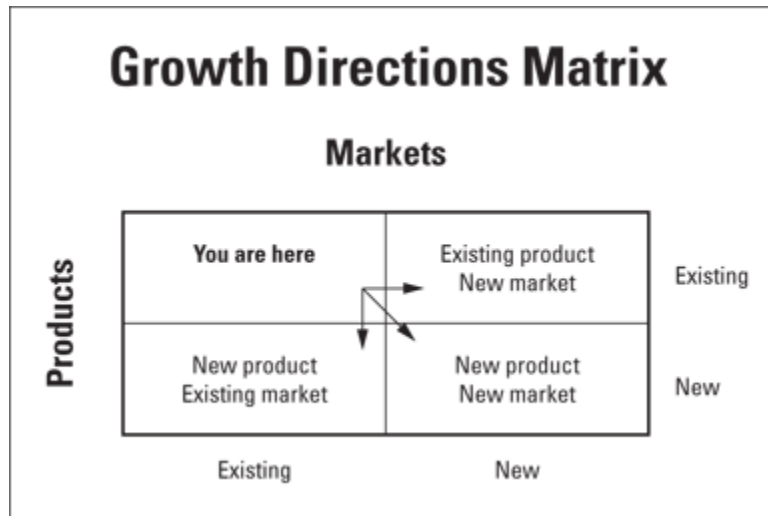 Growth Directions Matrix
Markets
Products
You are here
Existing product
New market
Existing
New product
Existing market
New product
New market
New
Existing
New